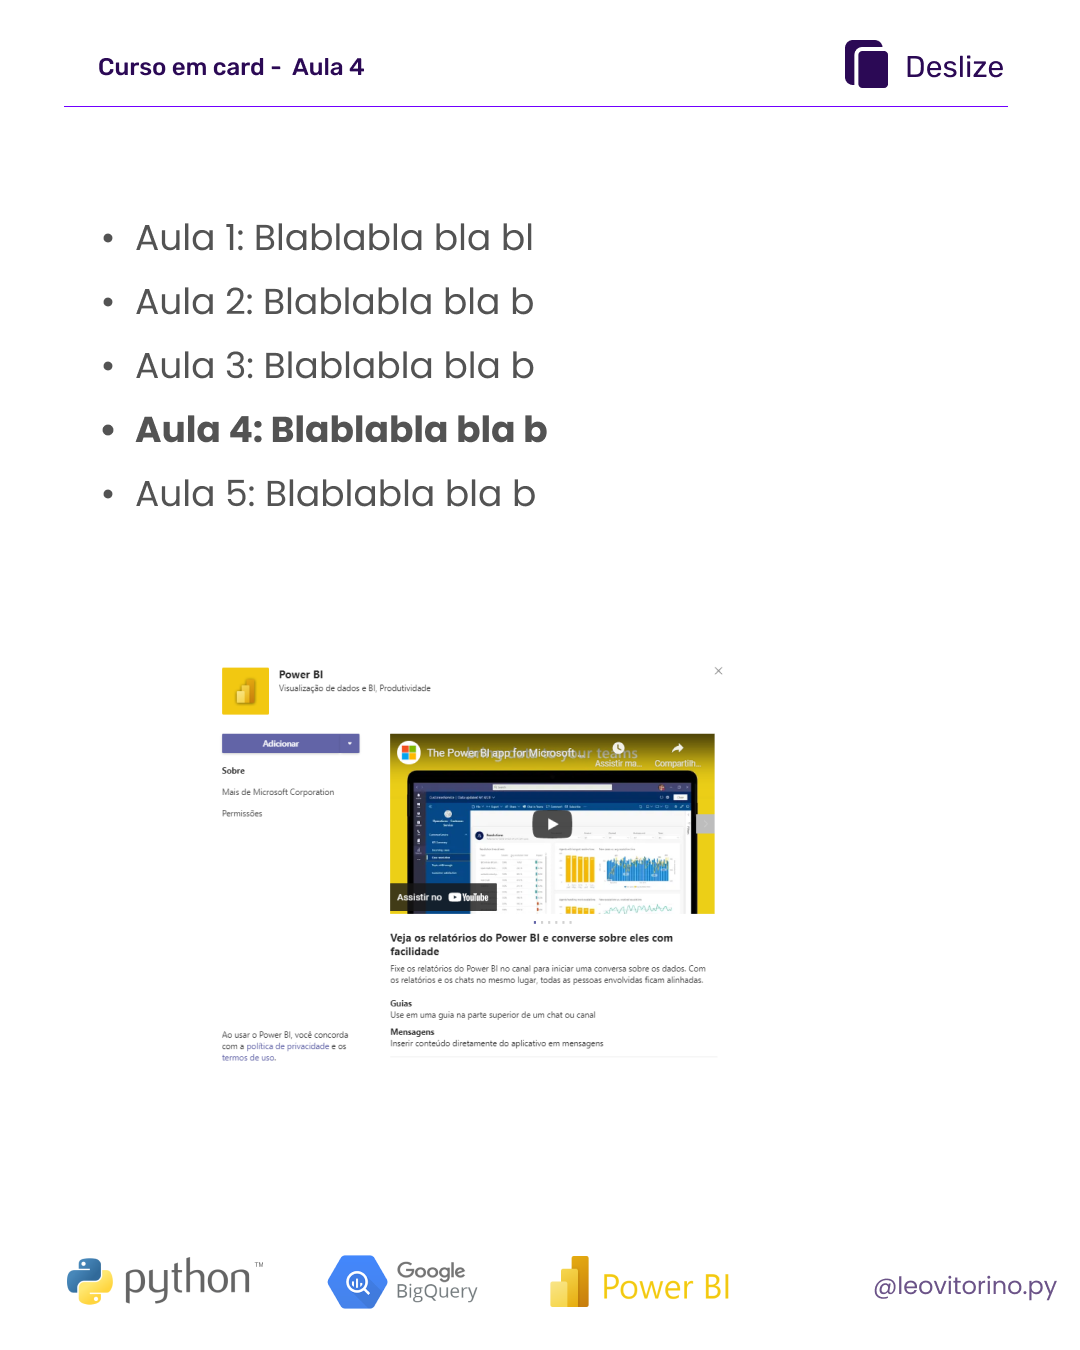 Curso em card - Aula 4
Deslize
• Aula 1: Blablabla bla bl
• Aula 2: Blablabla bla b
• Aula 3: Blablabla bla b
• Aula 4: Blablabla bla b
• Aula 5: Blablabla bla b
Power BI
Visualização de dados e BI, Produtividade
Adicionar
Sobre
Mais de Microsoft Corporation
Permissões
The Power BI app for Microsoft...
your teams
Assistir ma...
Compartilh...
Assistir no YouTube
Veja os relatórios do Power BI e converse sobre eles com
facilidade
Fixe os relatórios do Power BI no canal para iniciar uma conversa sobre os dados. Com
os relatórios e os chats no mesmo lugar, todas as pessoas envolvidas ficam alinhadas.
Guias
Use em uma guia na parte superior de um chat ou canal
Mensagens
Inserir conteúdo diretamente do aplicativo em mensagens
Ao usar o Power BI, você concorda
com a política de privacidade e os
termos de uso.
python™
Google
BigQuery
Power BI
@leovitorino.py